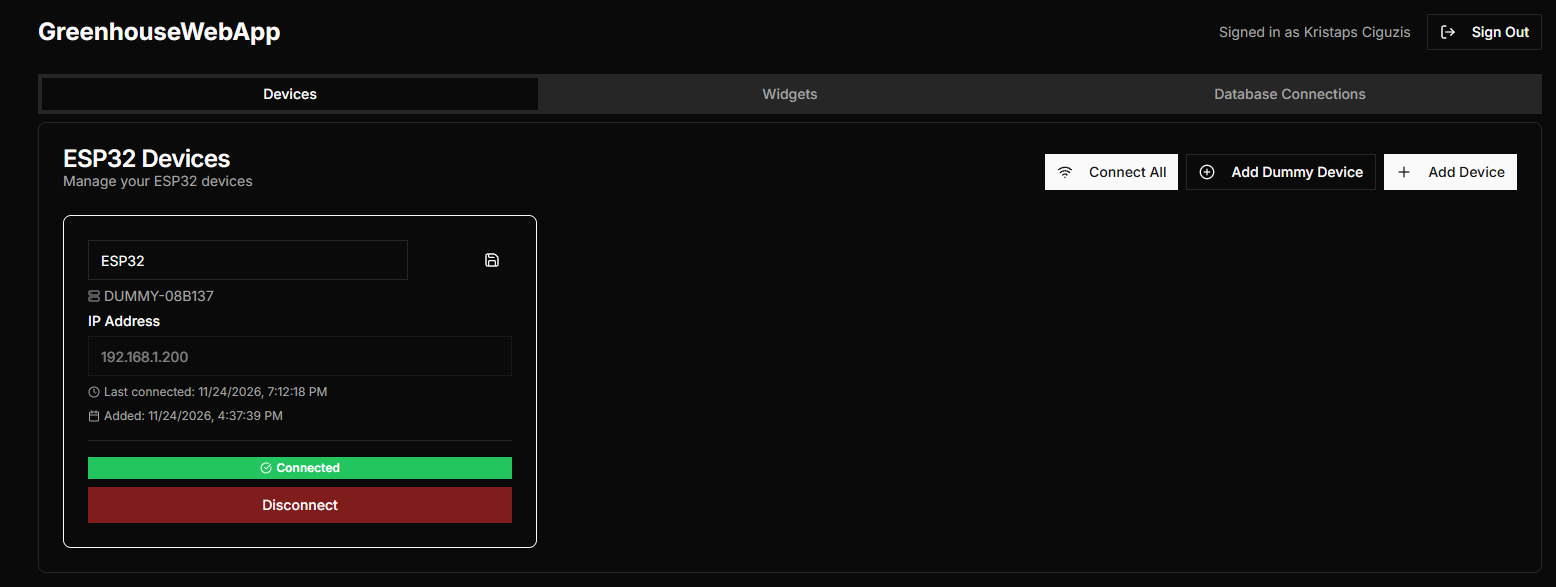 GreenhouseWebApp
Signed in as Kristaps Ciguzis
Sign Out
Devices
Widgets
Database Connections
ESP32 Devices
Manage your ESP32 devices
Connect All
Add Dummy Device
Add Device
ESP32
DUMMY-08B137
IP Address
192.168.1.200
Last connected: 11/24/2026, 7:12:18 PM
Added: 11/24/2026, 4:37:39 PM
Connected
Disconnect